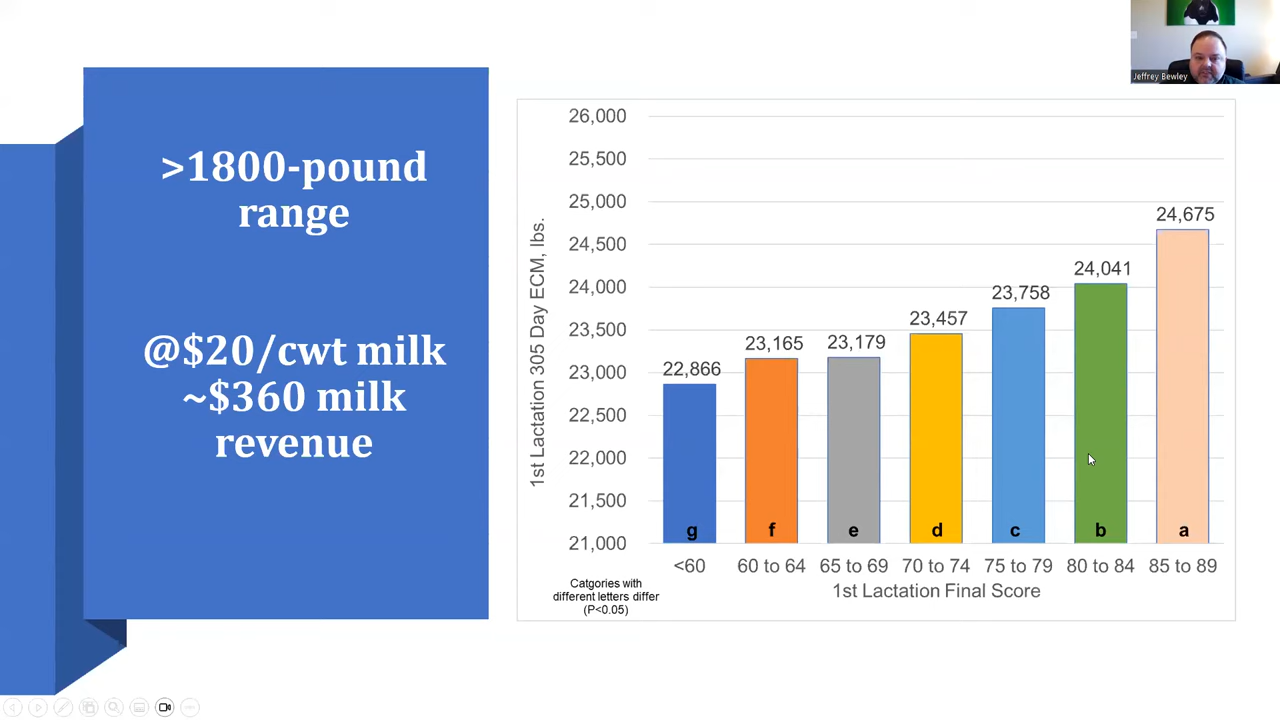 Jeffrey Bewley
>1800-pound
range
@$20/cwt milk
~$360 milk
revenue
26,000
25,500
25,000
24,500
24,000
23,500
23,000
22,500
22,000
21,500
21,000
1st Lactation 305 Day ECM, lbs.
22,866
23,165
23,179
23,457
23,758
24,041
24,675
g
f
e
d
c
b
a
<60
60 to 64
65 to 69
70 to 74
75 to 79
80 to 84
85 to 89
1st Lactation Final Score
Catgories with
different letters differ
(P<0.05)